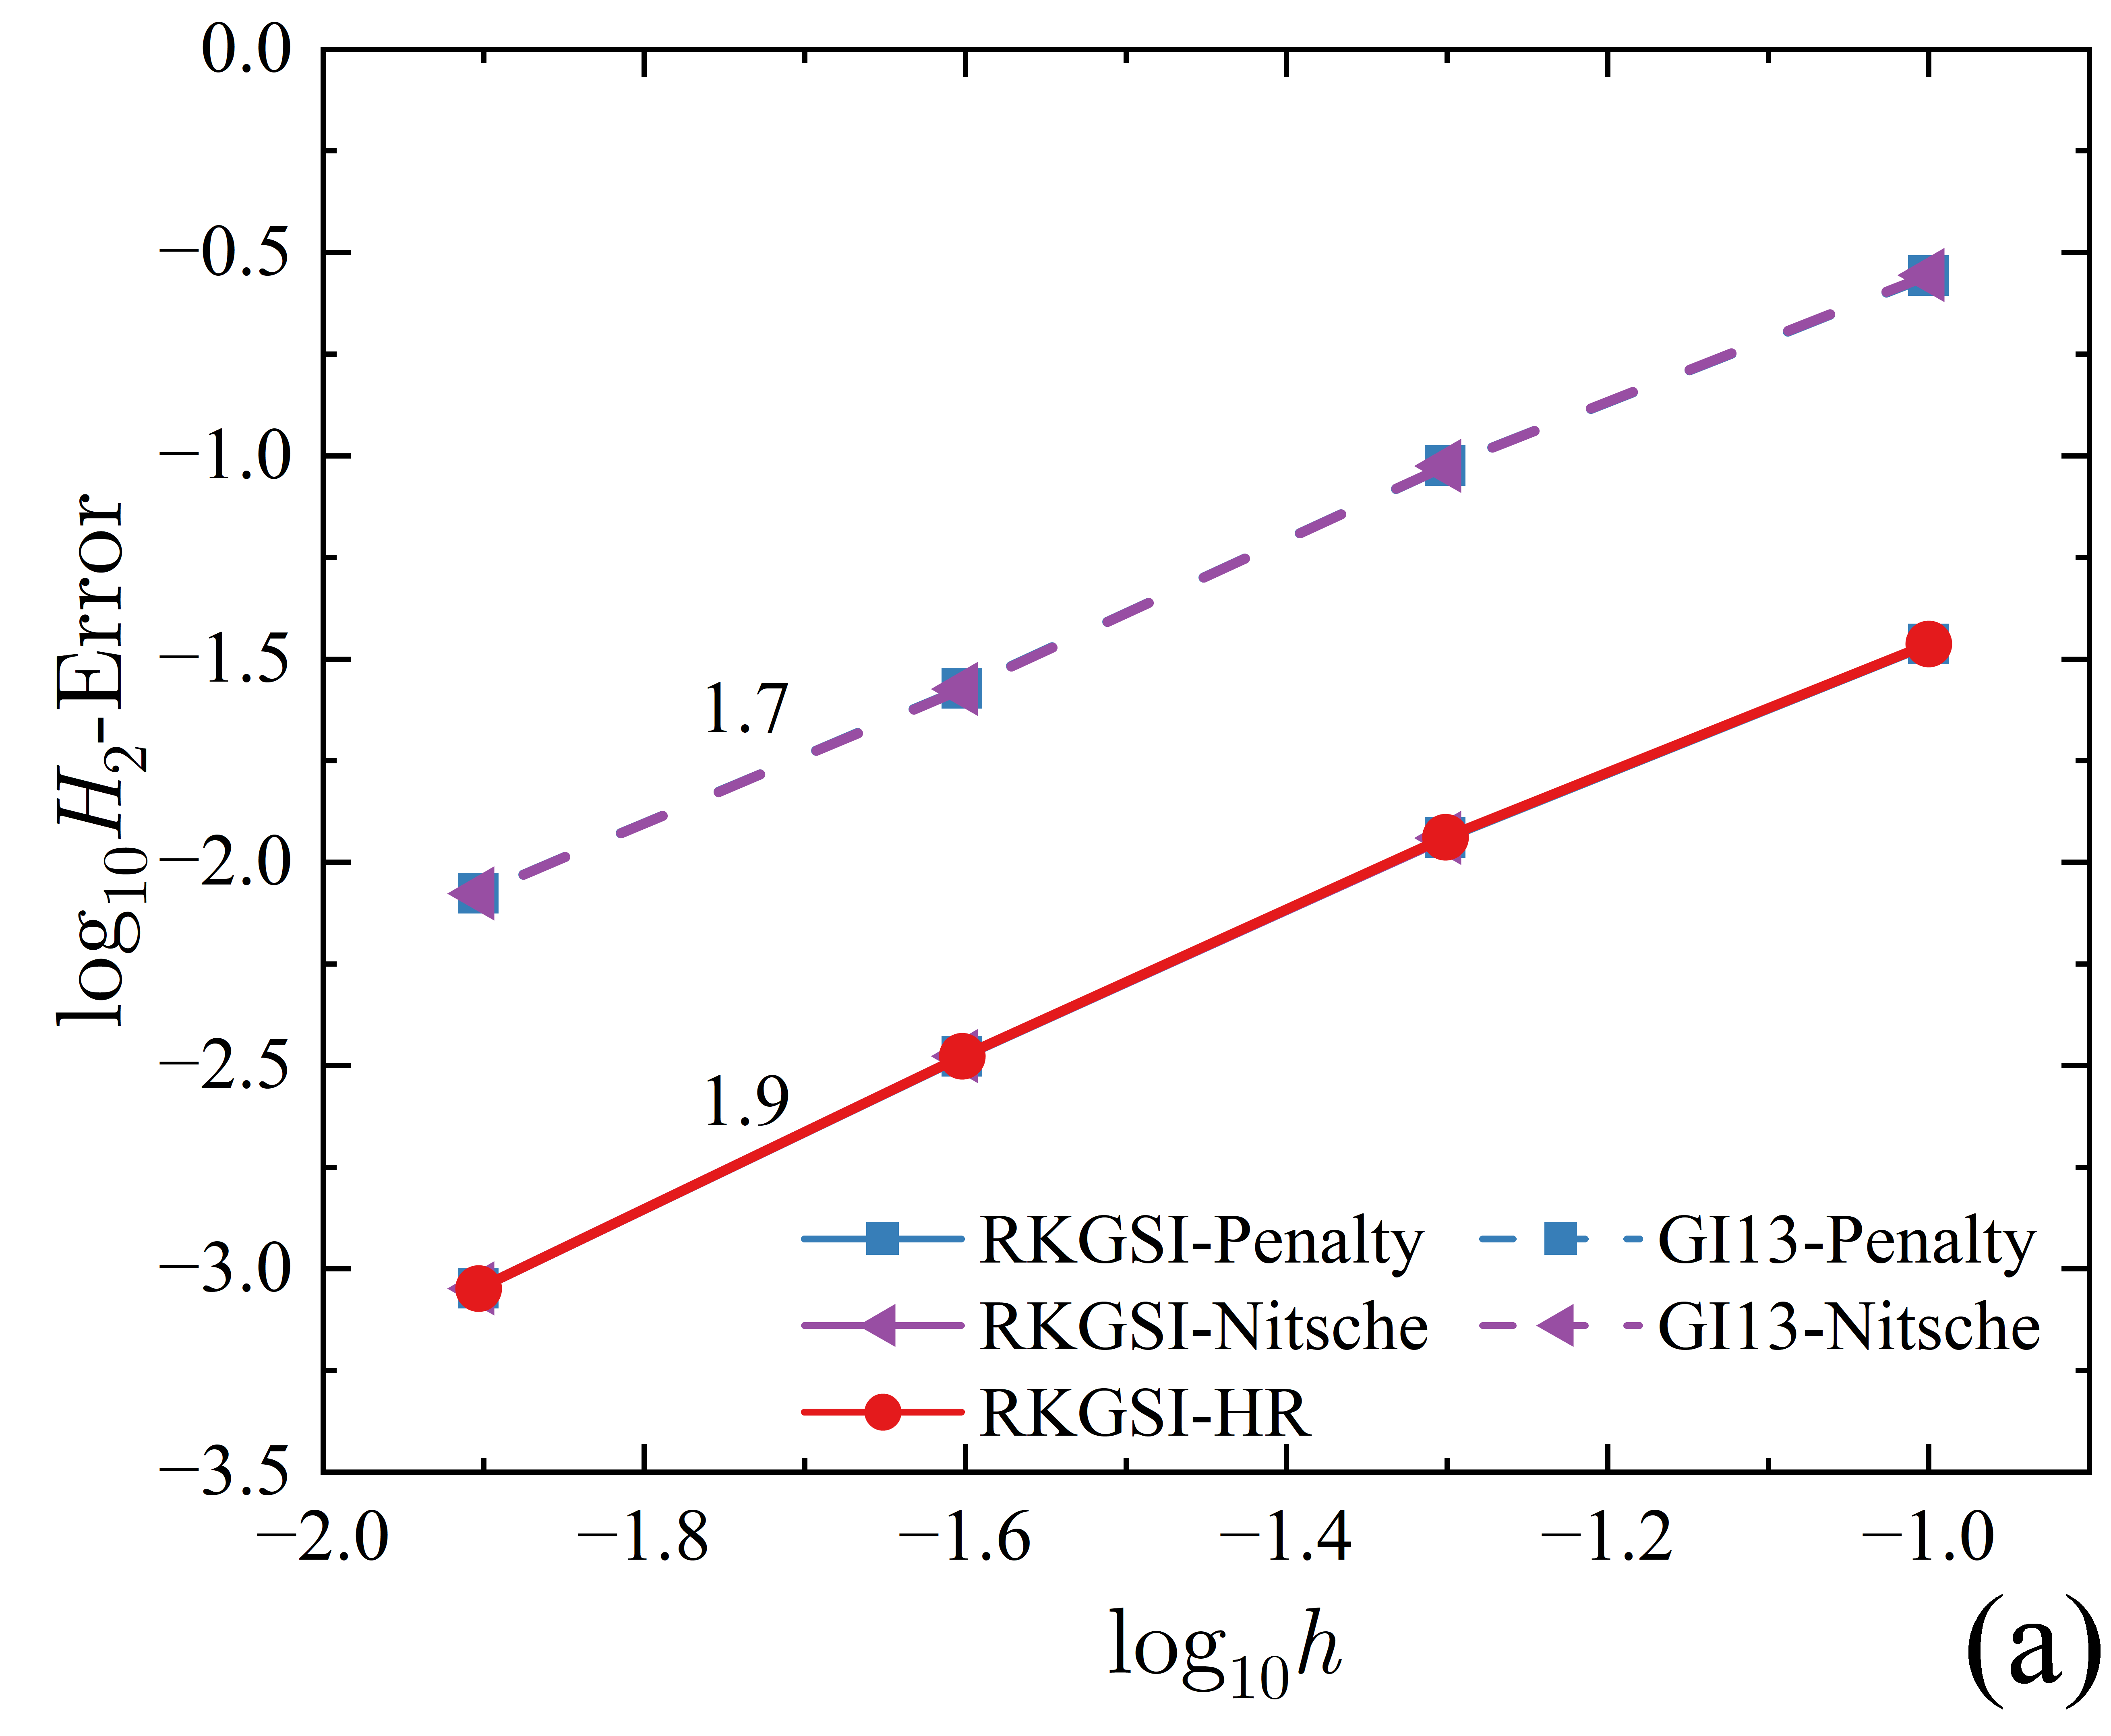 0.0
−0.5
−1.0
−1.5
−2.0
−2.5
−3.0
−3.5
log10H2-Error
1.7
1.9
RKGSI-Penalty
GI13-Penalty
RKGSI-Nitsche
GI13-Nitsche
RKGSI-HR
−2.0 −1.8 −1.6 −1.4 −1.2 −1.0
log10h
(a)